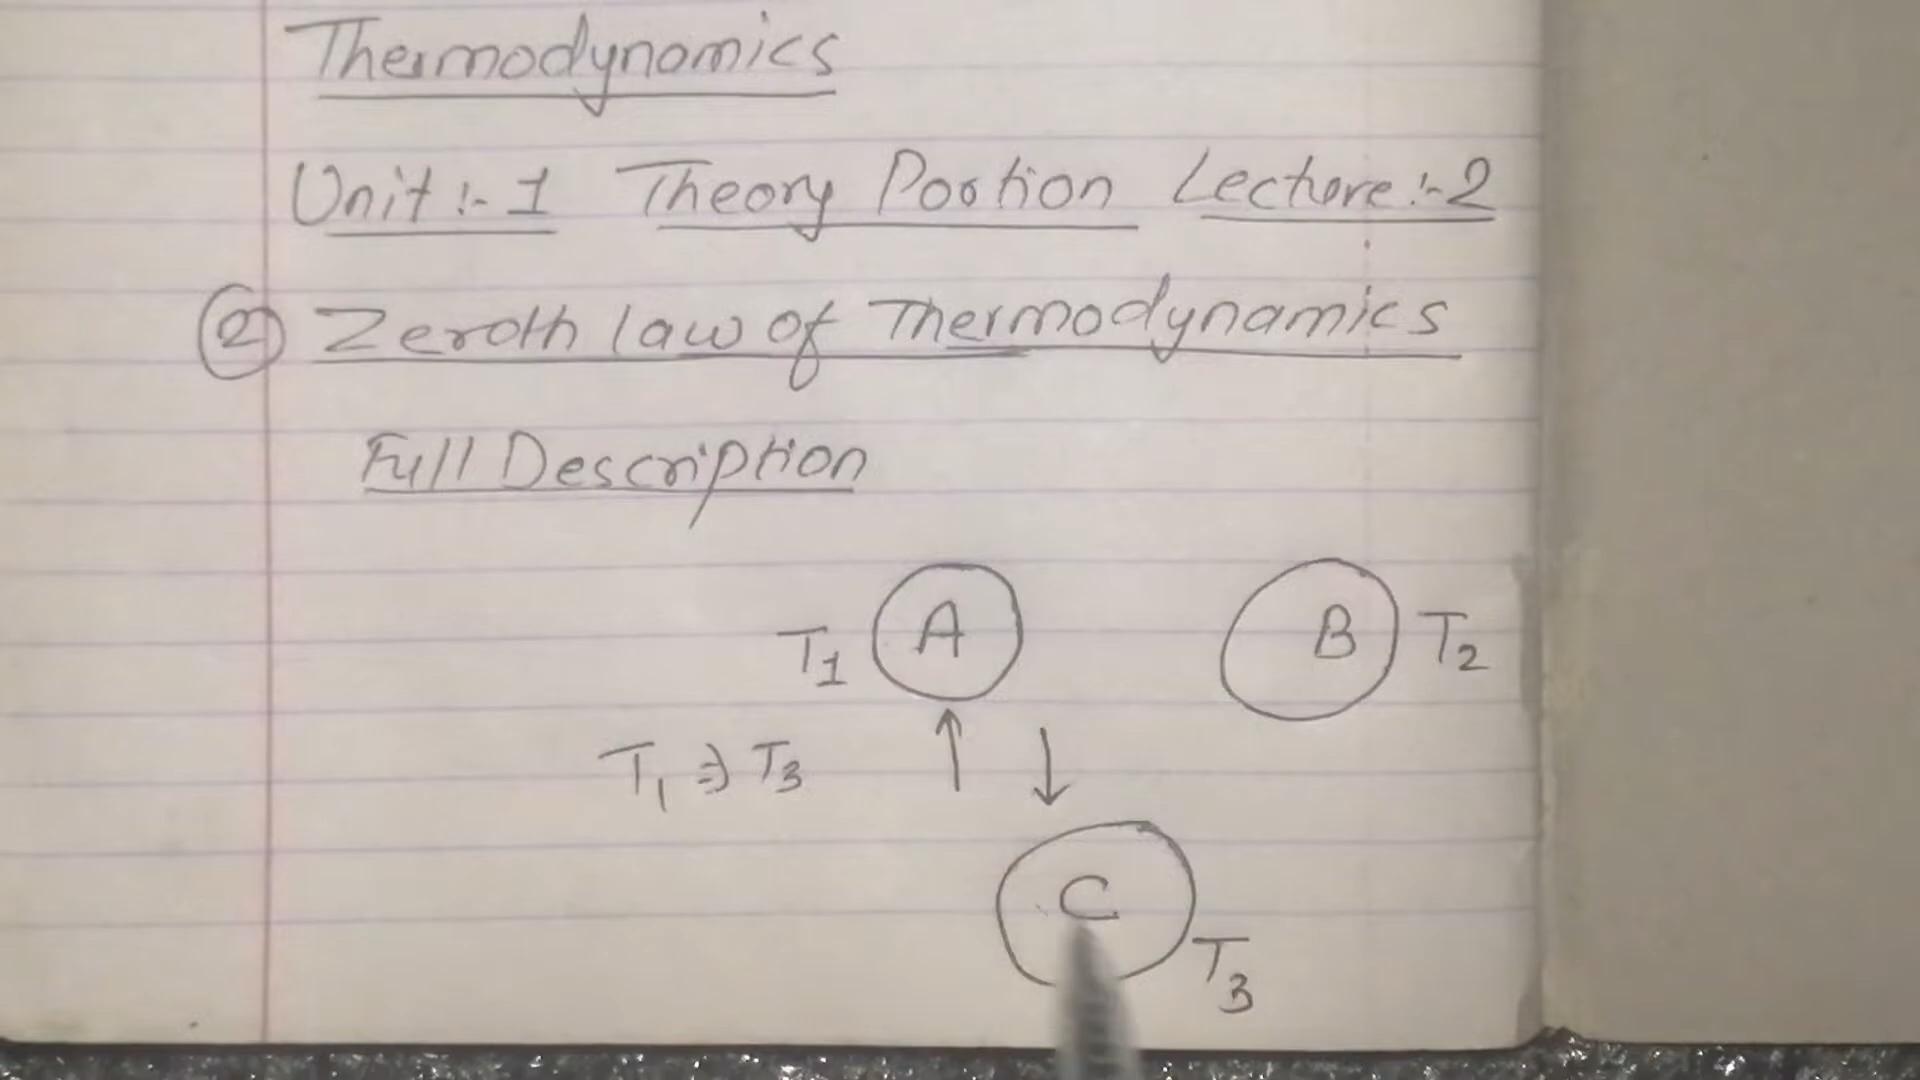 Thermodynamics
Unit :- 1 Theory Portion Lecture :- 2
② Zeroth law of Thermodynamics
Full Description
T1 A B T2
T1 T3
C
T3